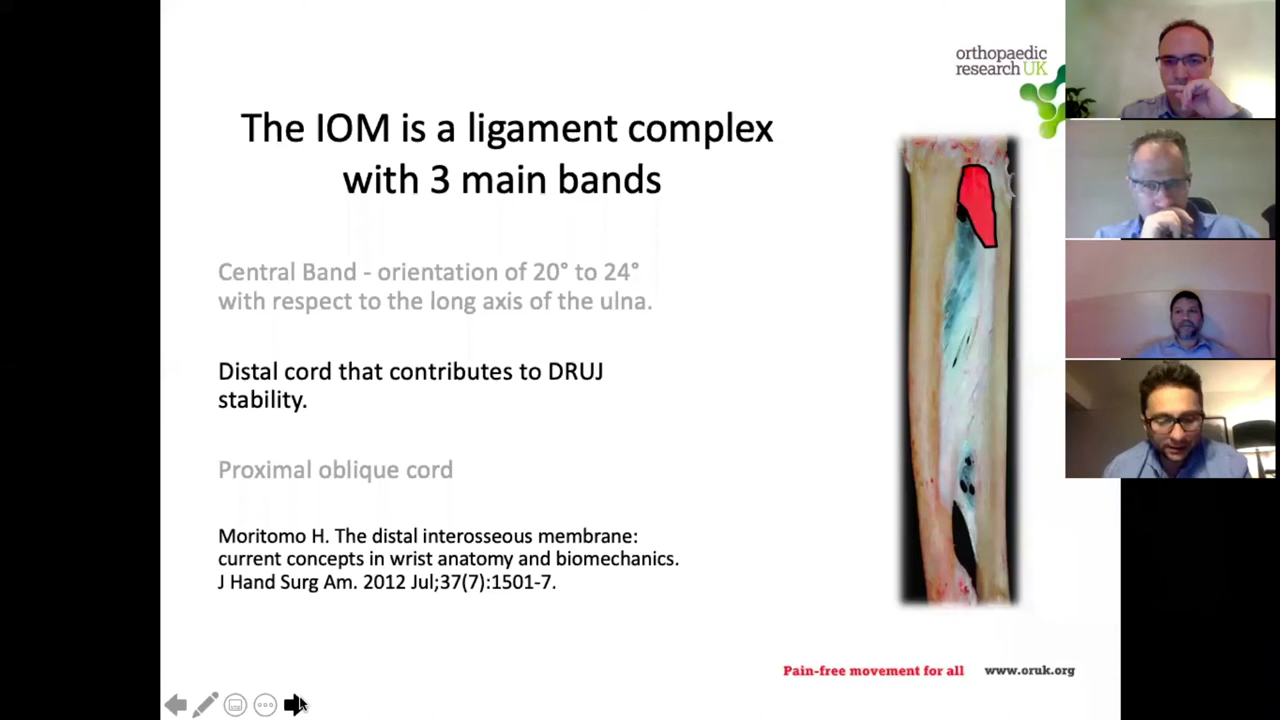 orthopaedic
research UK
The IOM is a ligament complex
with 3 main bands
Central Band - orientation of 20° to 24°
with respect to the long axis of the ulna.
Distal cord that contributes to DRUJ
stability.
Proximal oblique cord
Moritomo H. The distal interosseous membrane:
current concepts in wrist anatomy and biomechanics.
J Hand Surg Am. 2012 Jul;37(7):1501-7.
Pain-free movement for all www.oruk.org